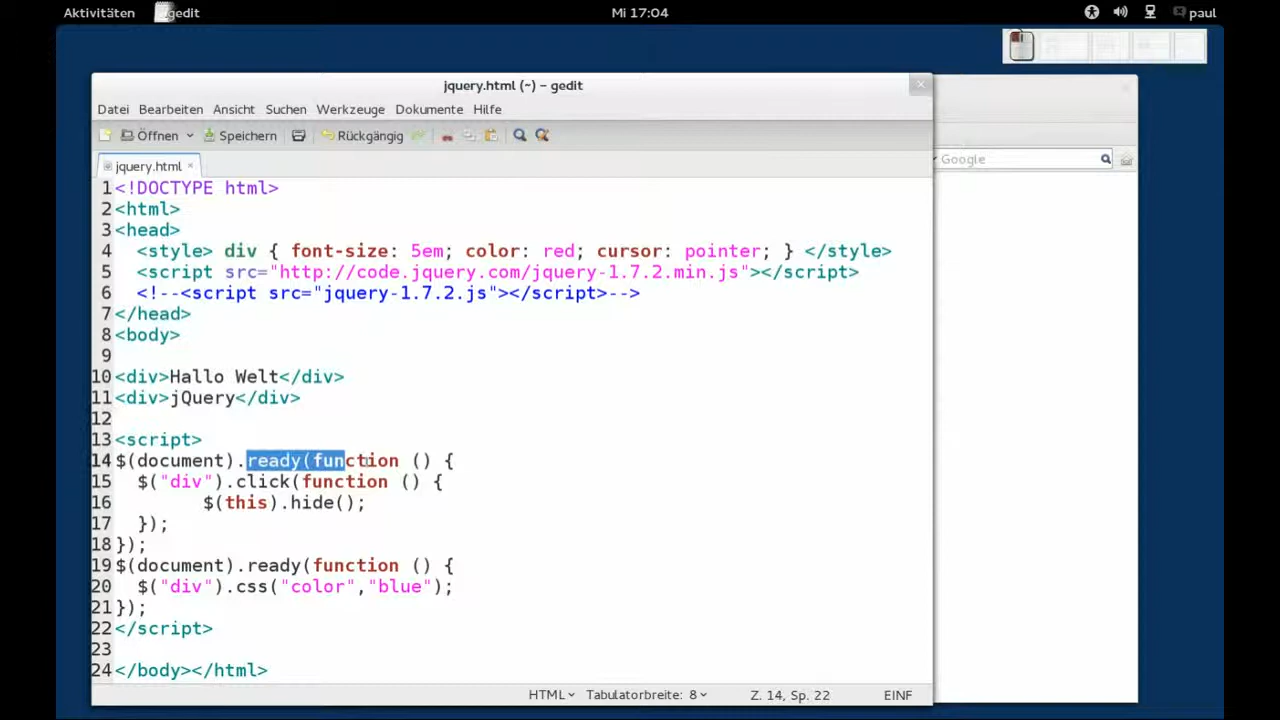 Aktivitäten gedit Mi 17:04 paul
jquery.html (~) – gedit
Datei Bearbeiten Ansicht Suchen Werkzeuge Dokumente Hilfe
Öffnen Speichern Rückgängig
Google
jquery.html
1 <!DOCTYPE html>
2 <html>
3 <head>
4   <style> div { font-size: 5em; color: red; cursor: pointer; } </style>
5   <script src="http://code.jquery.com/jquery-1.7.2.min.js"></script>
6   <!--<script src="jquery-1.7.2.js"></script>-->
7 </head>
8 <body>
9
10 <div>Hallo Welt</div>
11 <div>jQuery</div>
12
13 <script>
14 $(document).ready(function () {
15   $("div").click(function () {
16         $(this).hide();
17   });
18 });
19 $(document).ready(function () {
20   $("div").css("color","blue");
21 });
22 </script>
23
24 </body></html>
HTML Tabulatorbreite: 8 Z. 14, Sp. 22 EINF